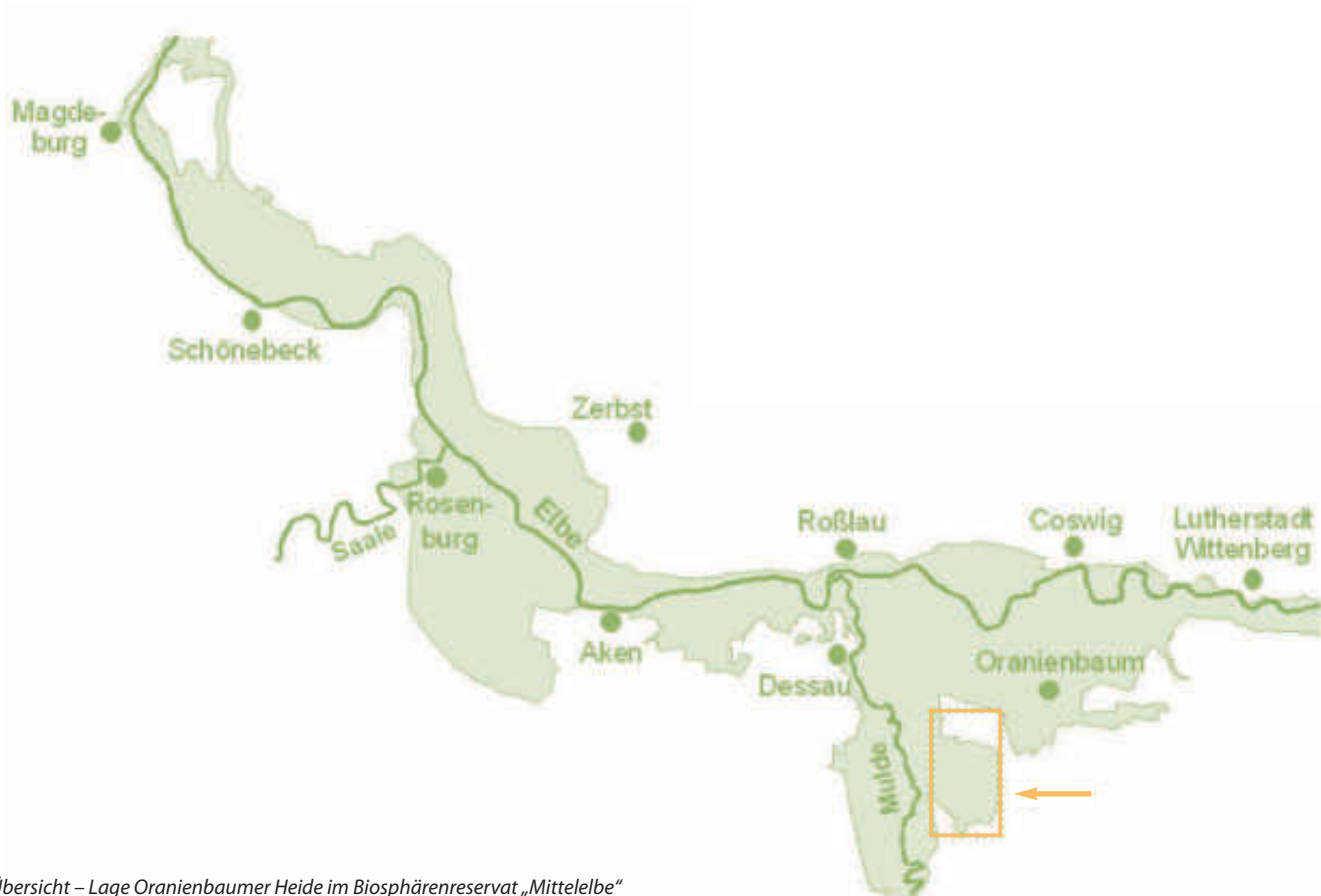 Magde-
burg
Schönebeck
Zerbst
Rosen-
burg
Saale
Elbe
Roßlau
Coswig
Lutherstadt
Wittenberg
Aken
Dessau
Oranienbaum
Mulde
Übersicht – Lage Oranienbaumer Heide im Biosphärenreservat „Mittelelbe“